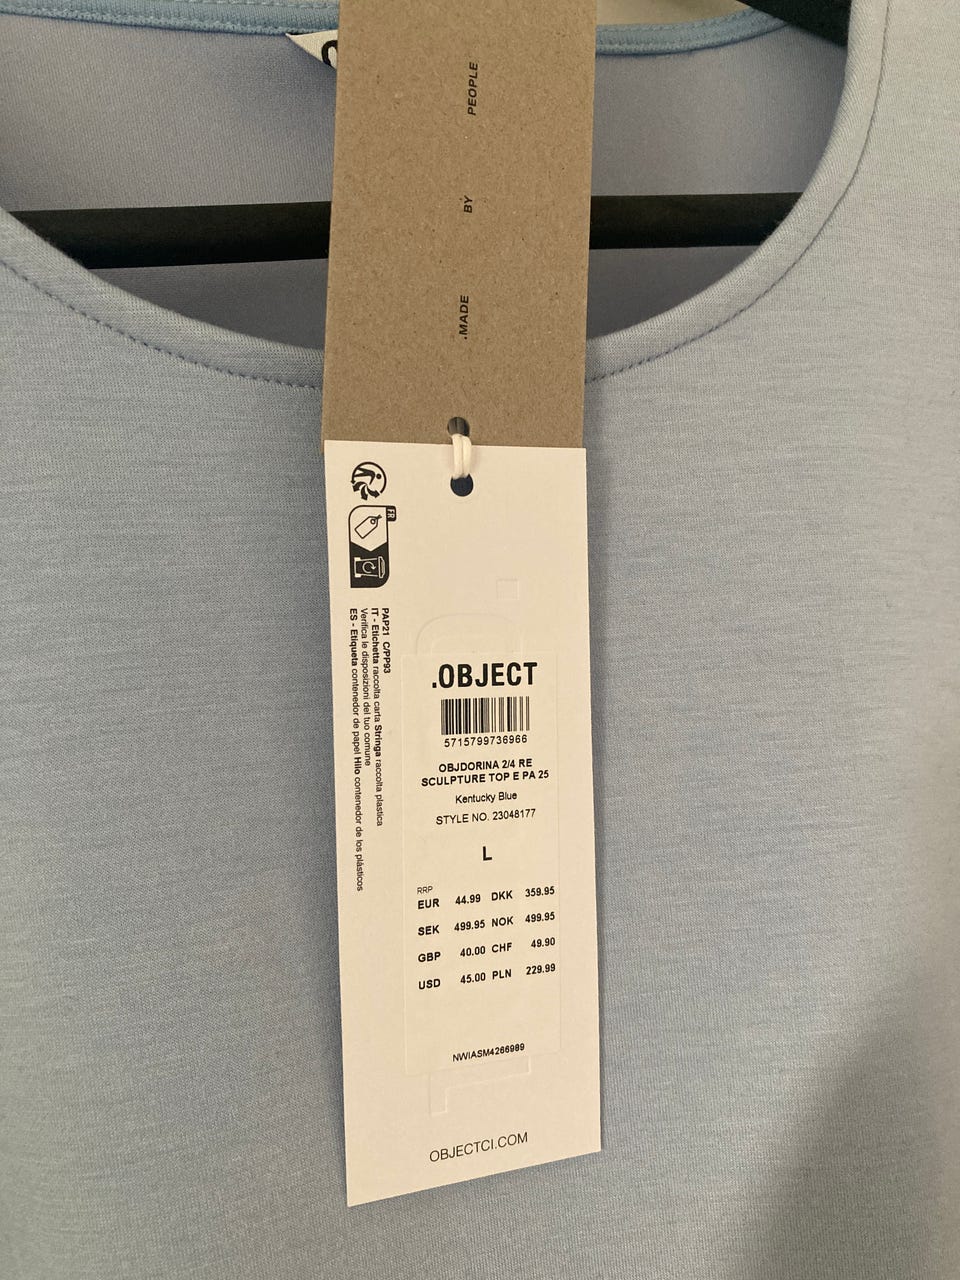 .MADE BY PEOPLE
FR
PAP21 C/PP93
IT - Etichetta raccolta carta Stringa raccolta plastica
Verifica le disposizioni del tuo comune
ES - Etiqueta contenedor de papel Hilo contenedor de los plásticos
.OBJECT
5715799736966
OBJDORINA 2/4 RE
SCULPTURE TOP E PA 25
Kentucky Blue
STYLE NO. 23048177
L
RRP
EUR 44.99 DKK 359.95
SEK 499.95 NOK 499.95
GBP 40.00 CHF 49.90
USD 45.00 PLN 229.99
NWIASM4266989
OBJECTCI.COM